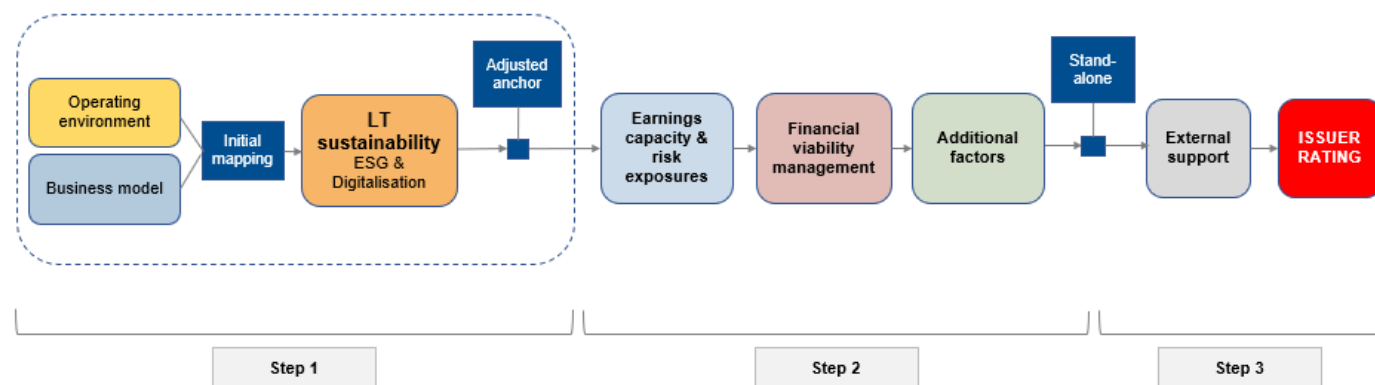 Operating
environment
Business model
Initial
mapping
LT
sustainability
ESG &
Digitalisation
Adjusted
anchor
Earnings
capacity &
risk
exposures
Financial
viability
management
Additional
factors
Stand-
alone
External
support
ISSUER
RATING
Step 1
Step 2
Step 3